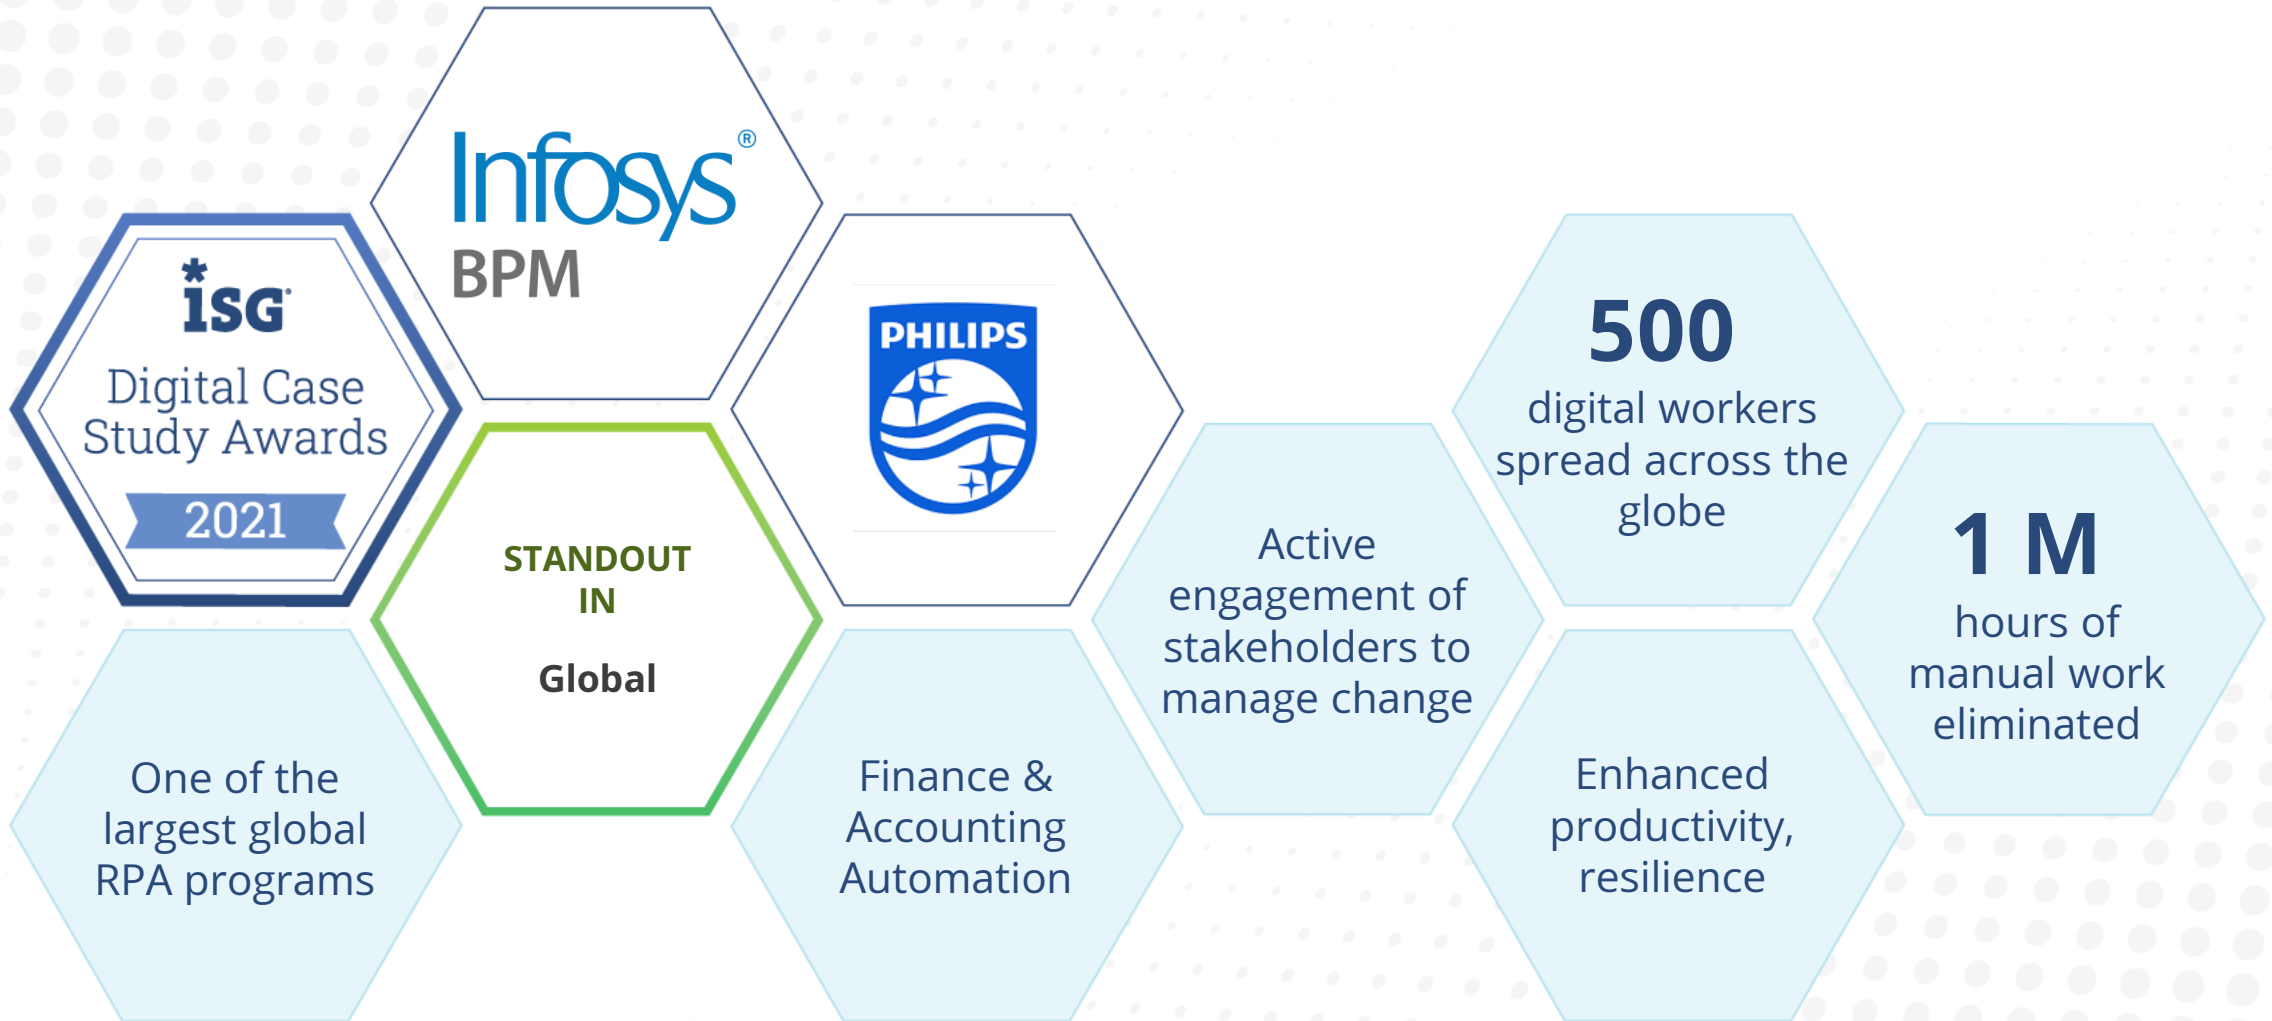 Infosys®
BPM
ISG
Digital Case
Study Awards
2021
PHILIPS
STANDOUT
IN
Global
One of the
largest global
RPA programs
Finance &
Accounting
Automation
Active
engagement of
stakeholders to
manage change
500
digital workers
spread across the
globe
Enhanced
productivity,
resilience
1 M
hours of
manual work
eliminated